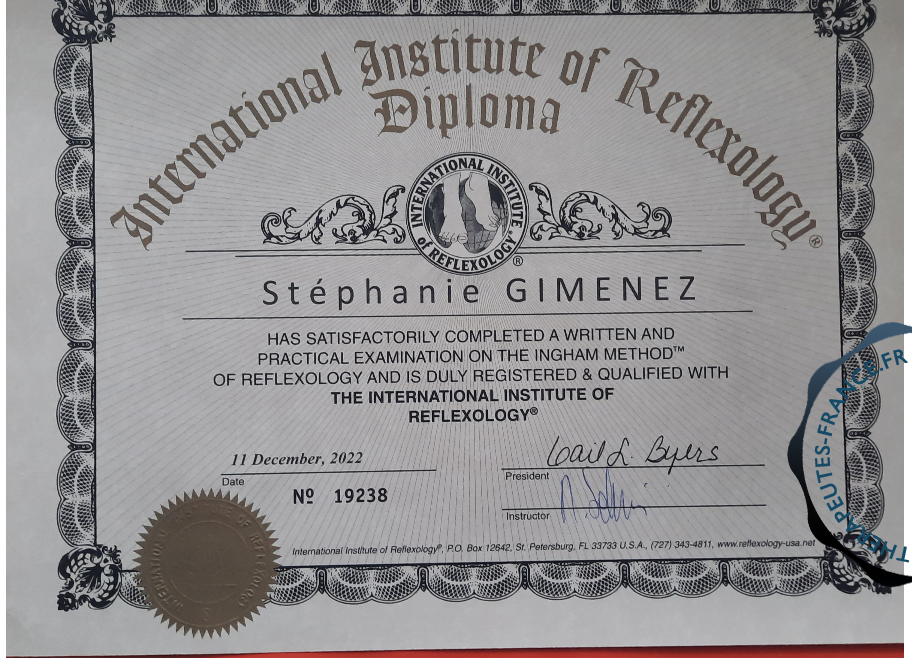 International Institute of Reflexology®
Diploma
INTERNATIONAL INSTITUTE
of REFLEXOLOGY
®
Stéphanie GIMENEZ
HAS SATISFACTORILY COMPLETED A WRITTEN AND
PRACTICAL EXAMINATION ON THE INGHAM METHOD™
OF REFLEXOLOGY AND IS DULY REGISTERED & QUALIFIED WITH
THE INTERNATIONAL INSTITUTE OF
REFLEXOLOGY®
11 December, 2022
Date
Nº 19238
Gail L. Byers
President
Instructor
International Institute of Reflexology®, P.O. Box 12642, St. Petersburg, FL 33733 U.S.A., (727) 343-4811, www.reflexology-usa.net
THERAPEUTES-FRANCE.FR